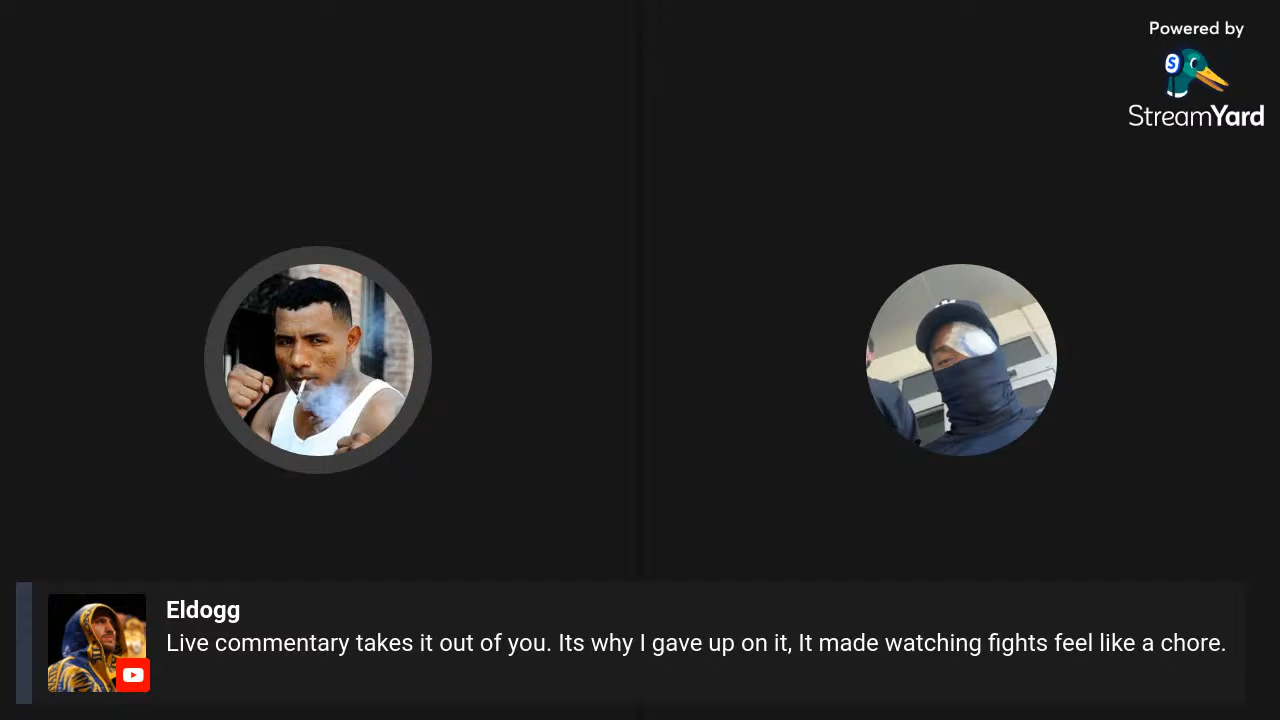 Powered by
S
StreamYard
Eldogg
Live commentary takes it out of you. Its why I gave up on it, It made watching fights feel like a chore.